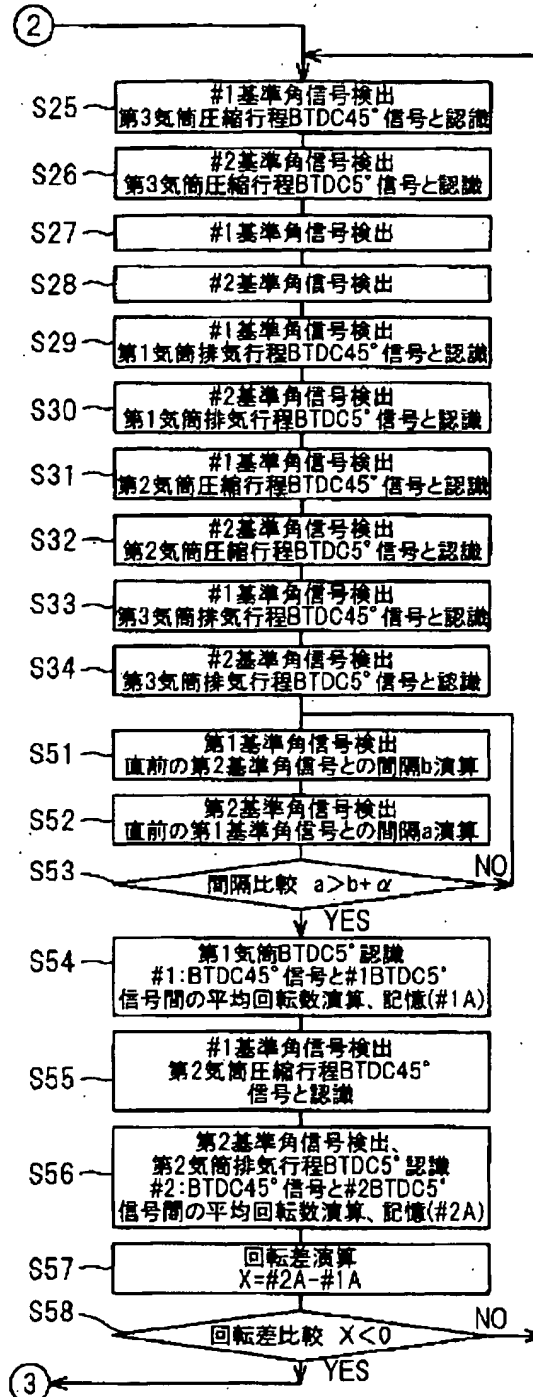 2
S25
#1基準角信号検出
第3気筒圧縮行程BTDC45°信号と認識
S26
#2基準角信号検出
第3気筒圧縮行程BTDC5°信号と認識
S27
#1基準角信号検出
S28
#2基準角信号検出
S29
#1基準角信号検出
第1気筒排気行程BTDC45°信号と認識
S30
#2基準角信号検出
第1気筒排気行程BTDC5°信号と認識
S31
#1基準角信号検出
第2気筒圧縮行程BTDC45°信号と認識
S32
#2基準角信号検出
第2気筒圧縮行程BTDC5°信号と認識
S33
#1基準角信号検出
第3気筒排気行程BTDC45°信号と認識
S34
#2基準角信号検出
第3気筒排気行程BTDC5°信号と認識
S51
第1基準角信号検出
直前の第2基準角信号との間隔b演算
S52
第2基準角信号検出
直前の第1基準角信号との間隔a演算
S53
間隔比較 a>b+α
NO
YES
S54
第1気筒BTDC5°認識
#1:BTDC45°信号と#1BTDC5°
信号間の平均回転数演算、記憶(#1A)
S55
#1基準角信号検出
第2気筒圧縮行程BTDC45°
信号と認識
S56
第2基準角信号検出、
第2気筒排気行程BTDC5°認識
#2:BTDC45°信号と#2BTDC5°
信号間の平均回転数演算、記憶(#2A)
S57
回転差演算
X=#2A-#1A
S58
回転差比較 X<0
NO
YES
3